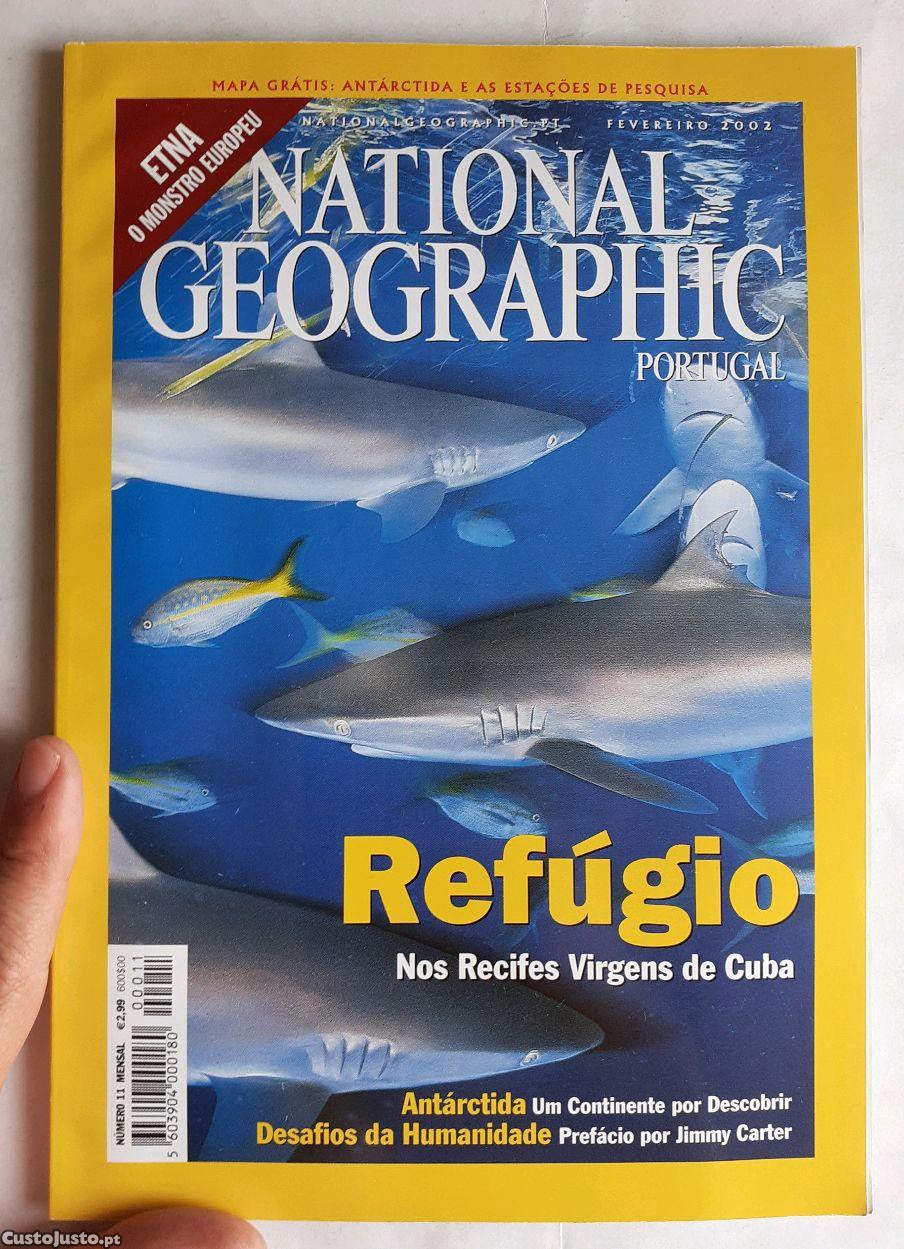 MAPA GRÁTIS: ANTÁRCTIDA E AS ESTAÇÕES DE PESQUISA
NATIONALGEOGRAPHIC.PT FEVEREIRO 2002
ETNA
O MONSTRO EUROPEU
NATIONAL
GEOGRAPHIC
PORTUGAL
Refúgio
Nos Recifes Virgens de Cuba
Antárctida Um Continente por Descobrir
Desafios da Humanidade Prefácio por Jimmy Carter
NÚMERO 11 MENSAL €2,99 600$00
00011
5 603904 000180
CustoJusto.pt